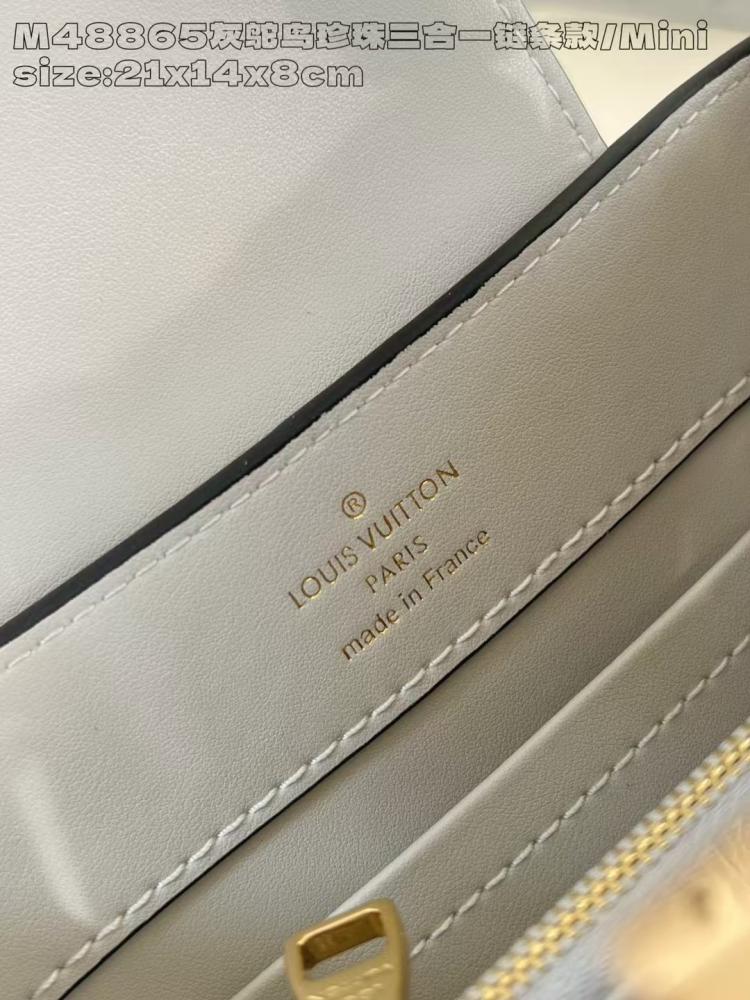 M48865灰鸵鸟珍珠三合一链条款/Mini
size:21x14x8cm
®
LOUIS VUITTON
PARIS
made in France